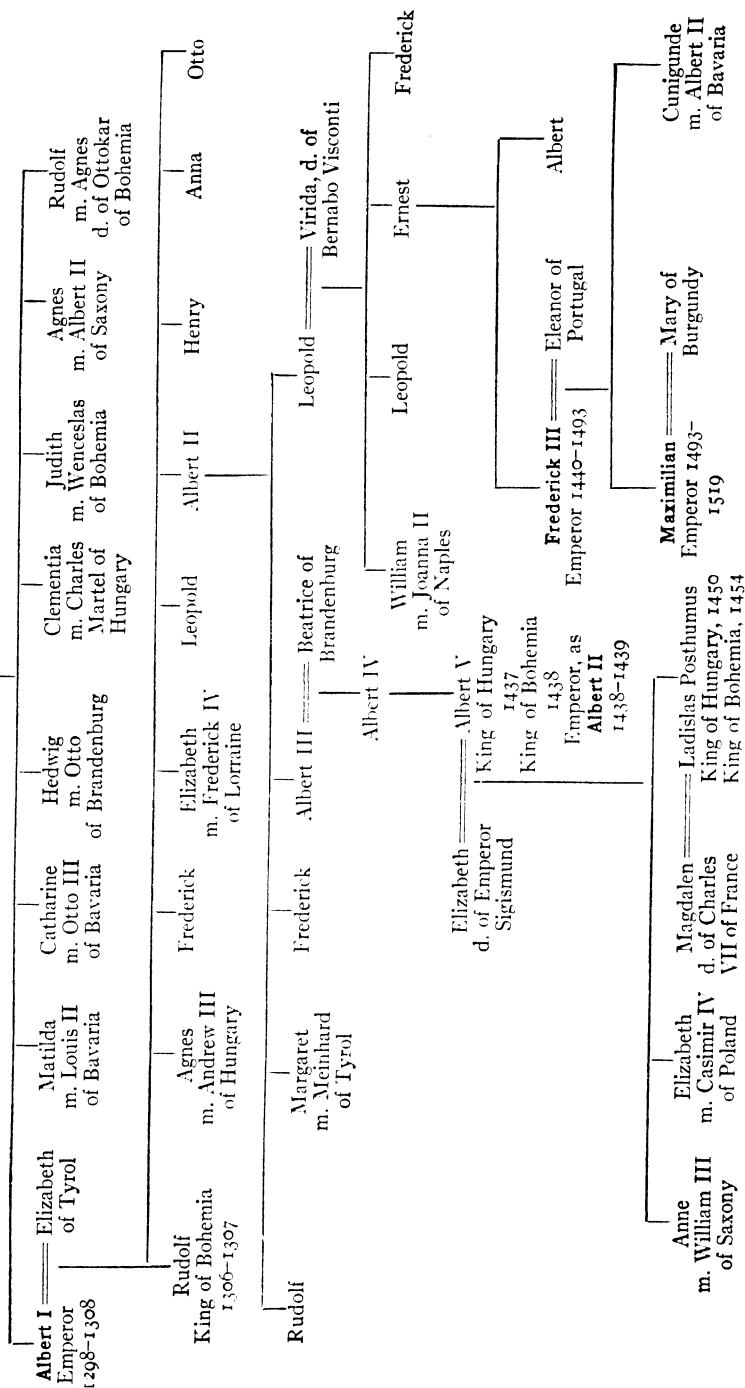 Albert I
Emperor
1298–1308
Elizabeth
of Tyrol
Matilda
m. Louis II
of Bavaria
Catharine
m. Otto III
of Bavaria
Hedwig
m. Otto
of Brandenburg
Clementia
m. Charles
Martel of
Hungary
Judith
m. Wenceslas
of Bohemia
Agnes
m. Albert II
of Saxony
Rudolf
m. Agnes
d. of Ottokar
of Bohemia
Rudolf
King of Bohemia
1306–1307
Agnes
m. Andrew III
of Hungary
Frederick
Elizabeth
m. Frederick IV
of Lorraine
Leopold
Albert II
Henry
Anna
Otto
Rudolf
Margaret
m. Meinhard
of Tyrol
Frederick
Albert III
Beatrice of
Brandenburg
Leopold
Virida, d. of
Bernabo Visconti
Albert IV
William
m. Joanna II
of Naples
Leopold
Ernest
Frederick
Elizabeth
d. of Emperor
Sigismund
Albert V
King of Hungary
1437
King of Bohemia
1438
Emperor, as
Albert II
1438–1439
Frederick III
Emperor 1440–1493
Eleanor of
Portugal
Albert
Anne
m. William III
of Saxony
Elizabeth
m. Casimir IV
of Poland
Magdalen
d. of Charles
VII of France
Ladislas Posthumus
King of Hungary, 1450
King of Bohemia, 1454
Maximilian
Emperor 1493–
1519
Mary of
Burgundy
Cunigunde
m. Albert II
of Bavaria